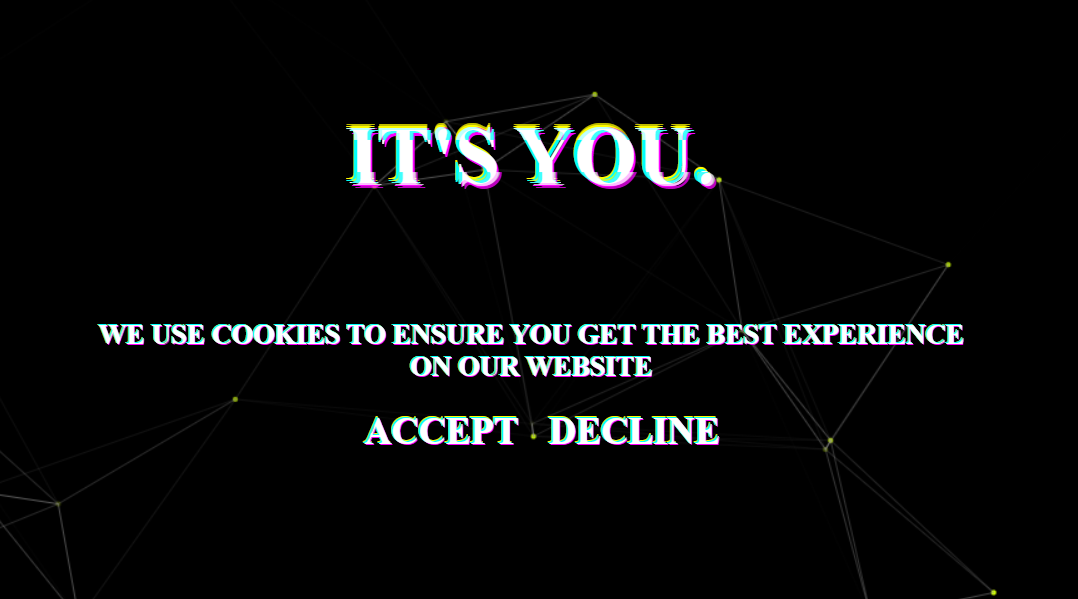 IT'S YOU.
WE USE COOKIES TO ENSURE YOU GET THE BEST EXPERIENCE
ON OUR WEBSITE
ACCEPT DECLINE